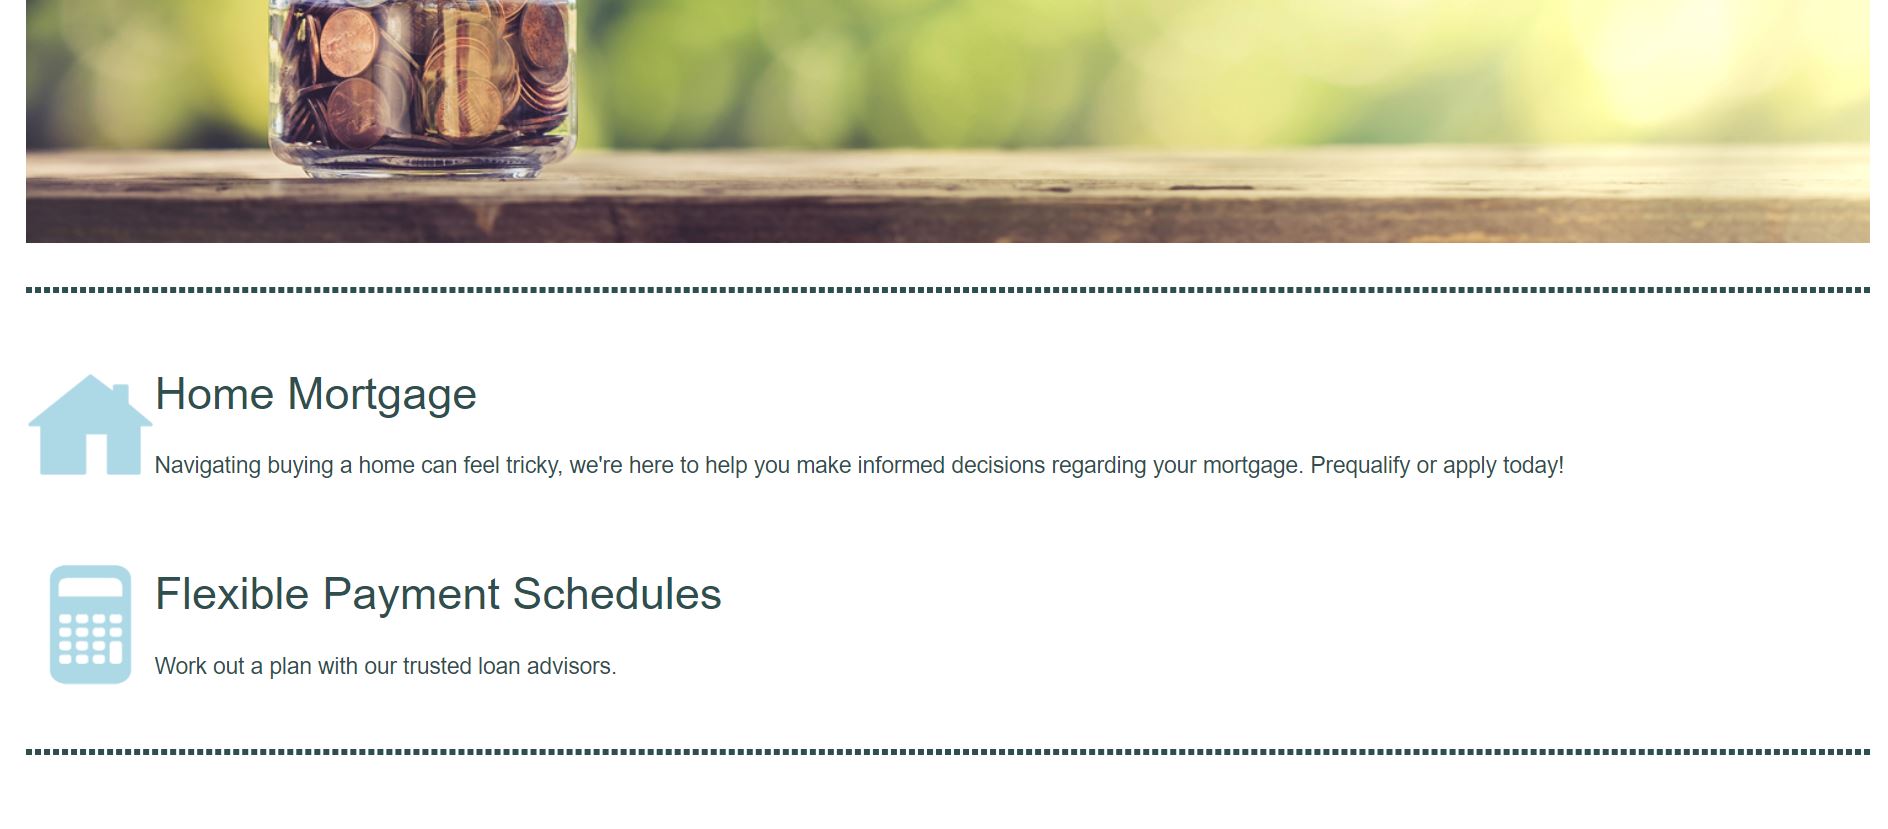 Home Mortgage
Navigating buying a home can feel tricky, we're here to help you make informed decisions regarding your mortgage. Prequalify or apply today!
Flexible Payment Schedules
Work out a plan with our trusted loan advisors.